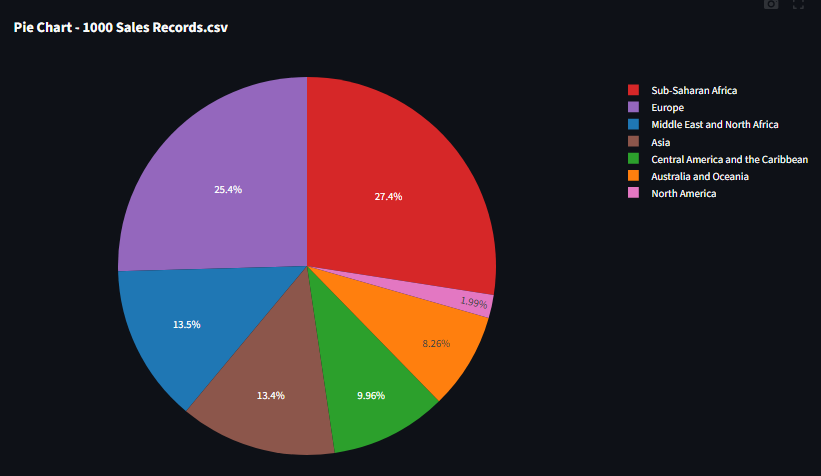 Pie Chart - 1000 Sales Records.csv
Sub-Saharan Africa
Europe
Middle East and North Africa
Asia
Central America and the Caribbean
Australia and Oceania
North America
25.4%
27.4%
1.99%
13.5%
8.26%
13.4%
9.96%